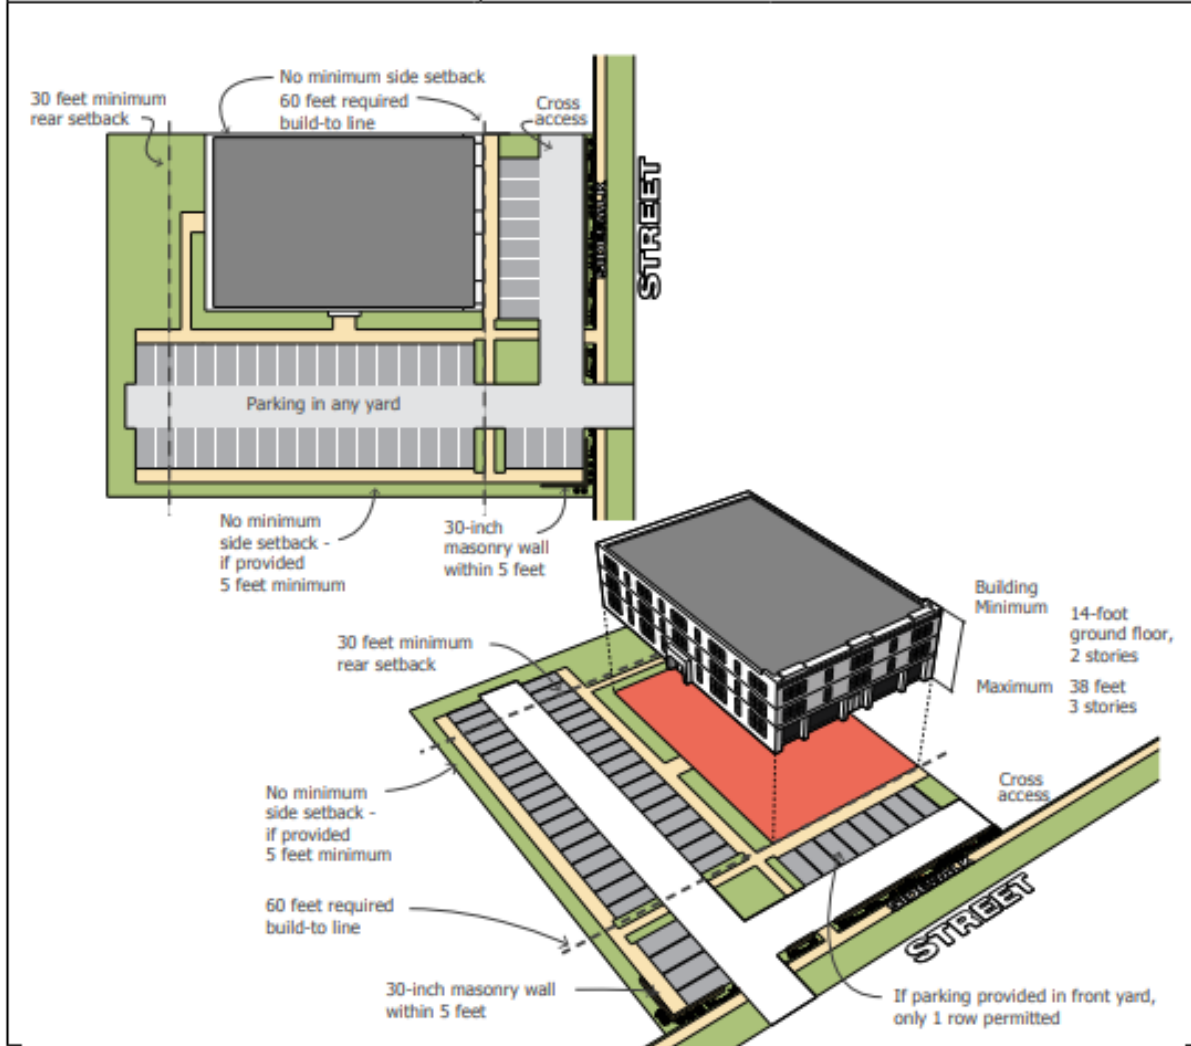 No minimum side setback
30 feet minimum
rear setback
60 feet required
build-to line
Cross
access
SIDEWALK
STREET
Parking in any yard
No minimum
side setback -
if provided
5 feet minimum
30-inch
masonry wall
within 5 feet
Building
Minimum
14-foot
ground floor,
2 stories
Maximum
38 feet
3 stories
30 feet minimum
rear setback
No minimum
side setback -
if provided
5 feet minimum
Cross
access
60 feet required
build-to line
SIDEWALK
STREET
30-inch masonry wall
within 5 feet
If parking provided in front yard,
only 1 row permitted